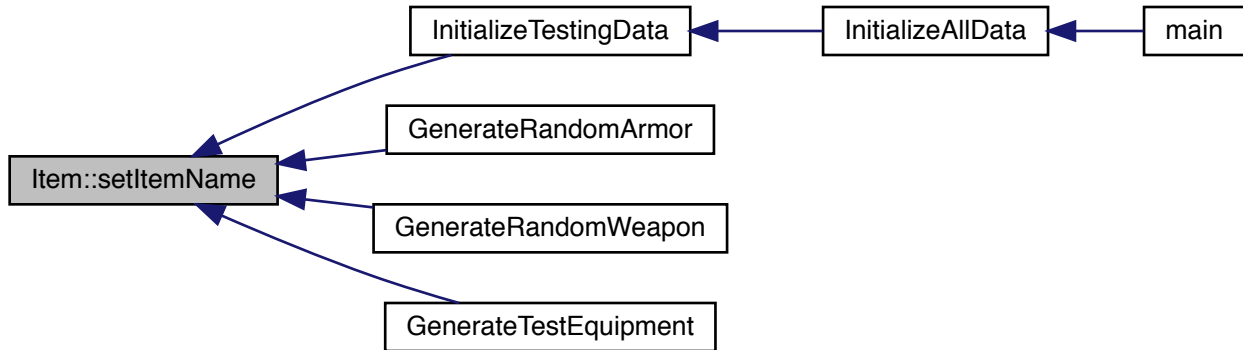 InitializeTestingData
InitializeAllData
main
GenerateRandomArmor
Item::setItemName
GenerateRandomWeapon
GenerateTestEquipment